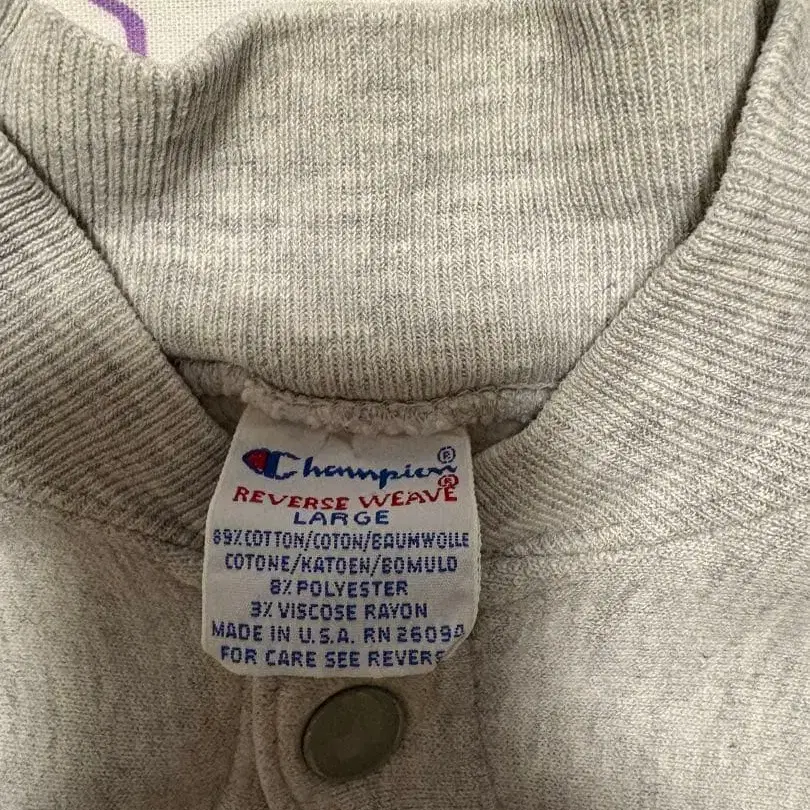 Champion®
REVERSE WEAVE®
LARGE
89% COTTON/COTON/BAUMWOLLE
COTONE/KATOEN/BOMULD
8% POLYESTER
3% VISCOSE RAYON
MADE IN U.S.A. RN 26094
FOR CARE SEE REVERS